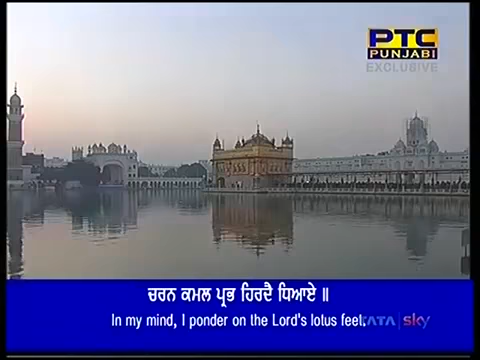 PTC
PUNJABI
EXCLUSIVE
ਚਰਨ ਕਮਲ ਪ੍ਰਭ ਹਿਰਦੈ ਧਿਆਏ ॥
In my mind, I ponder on the Lord's lotus feet.
TATA sky